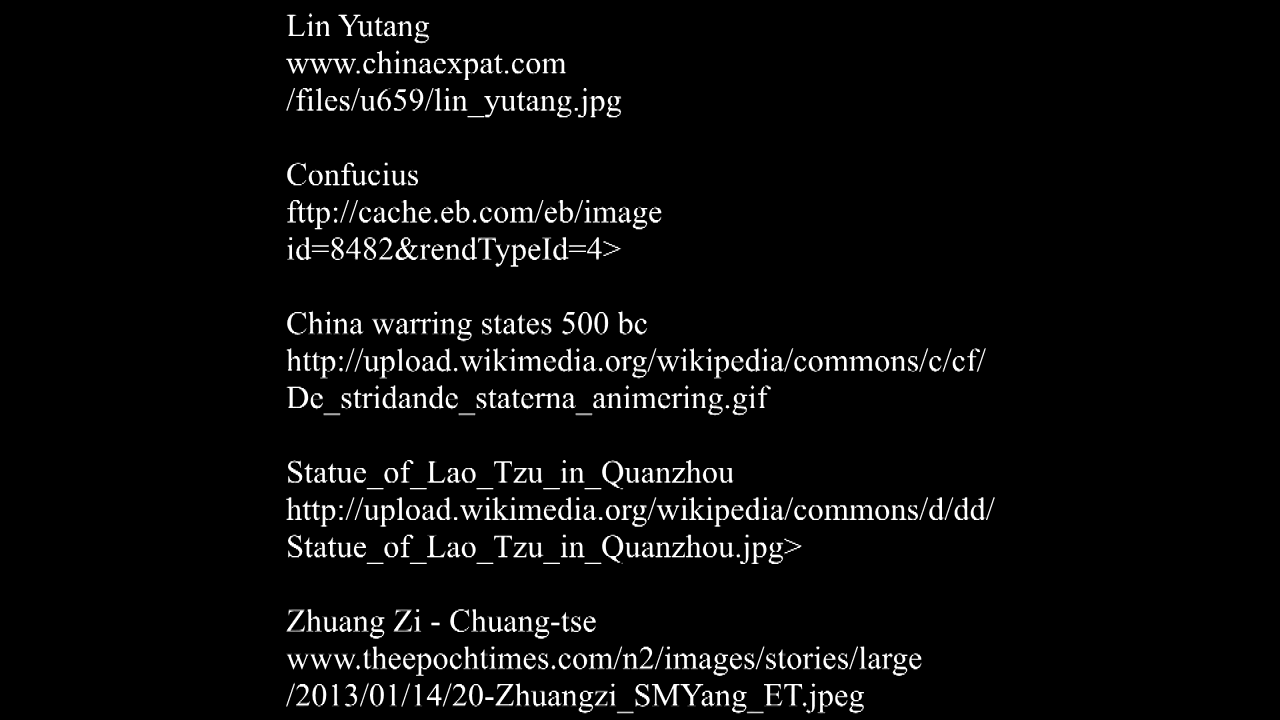 Lin Yutang
www.chinaexpat.com
/files/u659/lin_yutang.jpg
Confucius
fttp://cache.eb.com/eb/image
id=8482&rendTypeId=4>
China warring states 500 bc
http://upload.wikimedia.org/wikipedia/commons/c/cf/
De_stridande_staterna_animering.gif
Statue_of_Lao_Tzu_in_Quanzhou
http://upload.wikimedia.org/wikipedia/commons/d/dd/
Statue_of_Lao_Tzu_in_Quanzhou.jpg>
Zhuang Zi - Chuang-tse
www.theepochtimes.com/n2/images/stories/large
/2013/01/14/20-Zhuangzi_SMYang_ET.jpeg